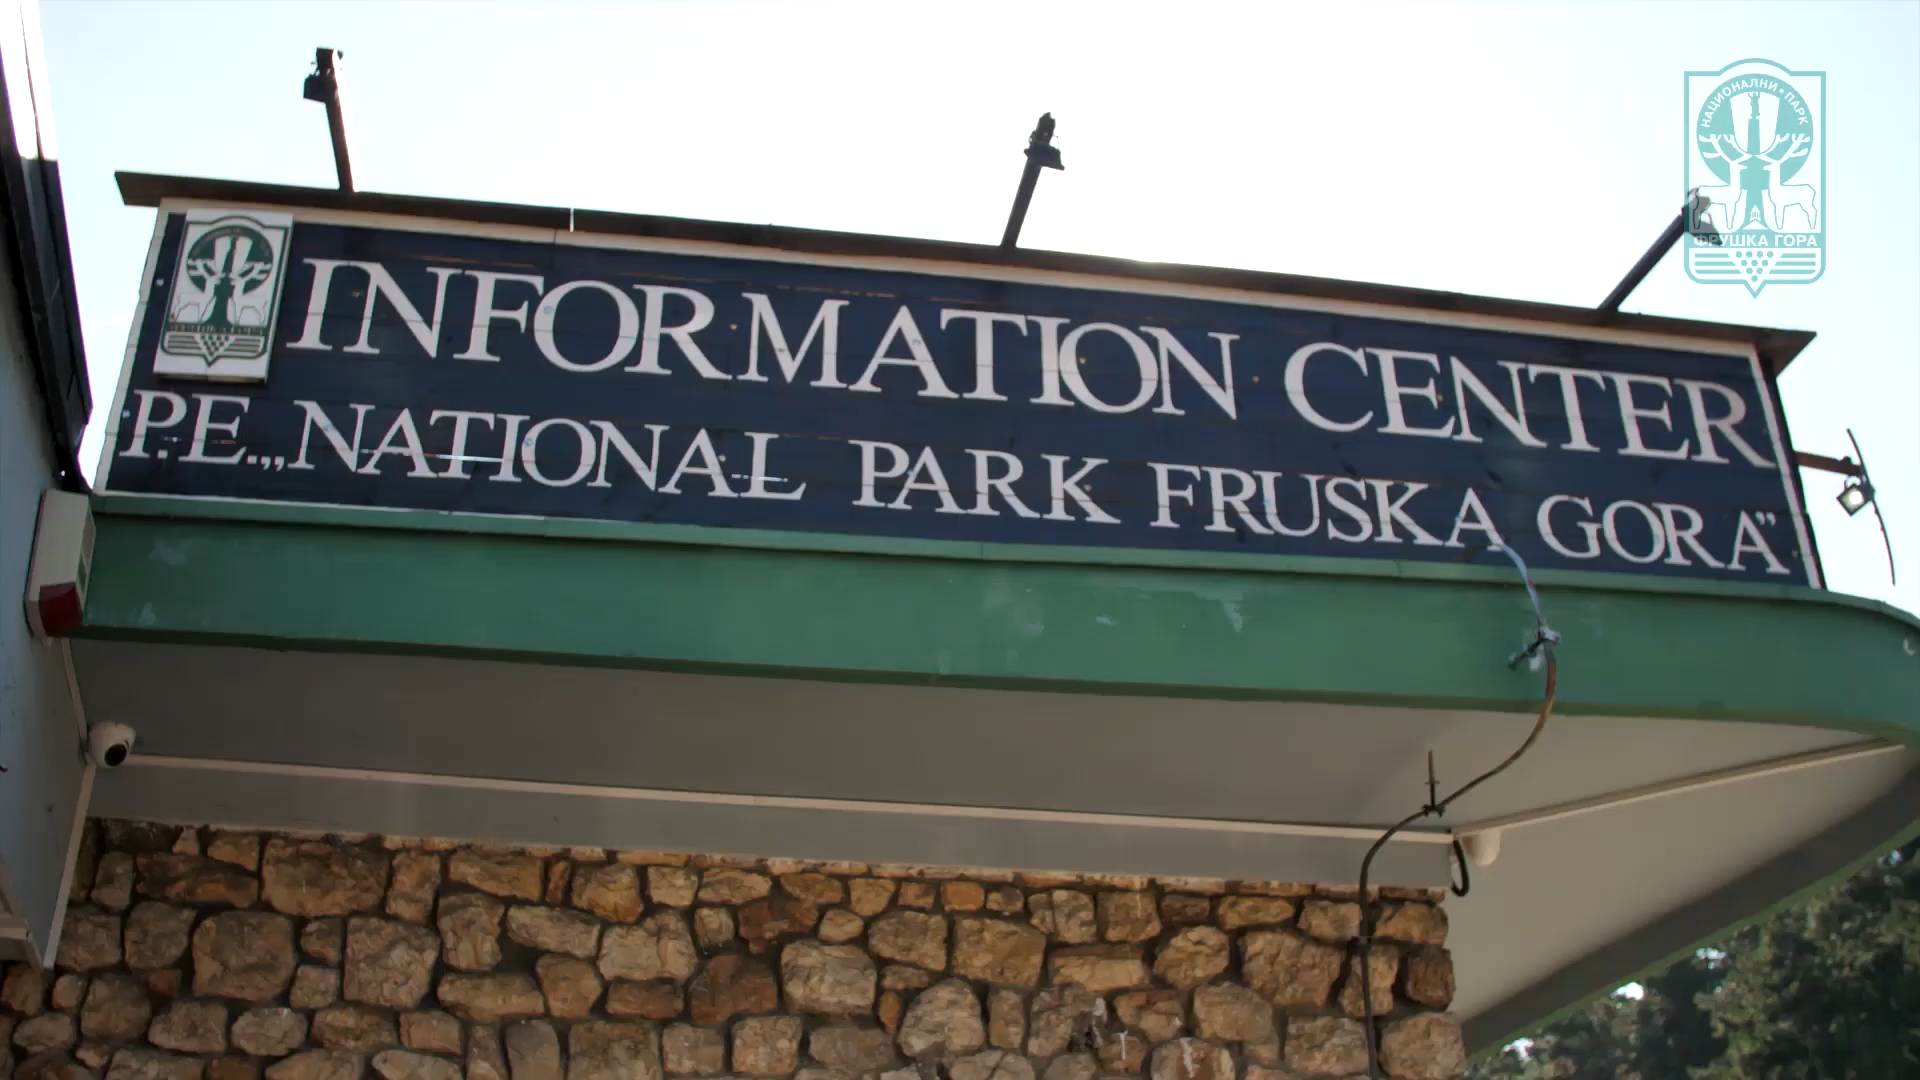 INFORMATION CENTER
P.E. „NATIONAL PARK FRUSKA GORA”
НАЦИОНАЛНИ • ПАРК
ФРУШКА ГОРА